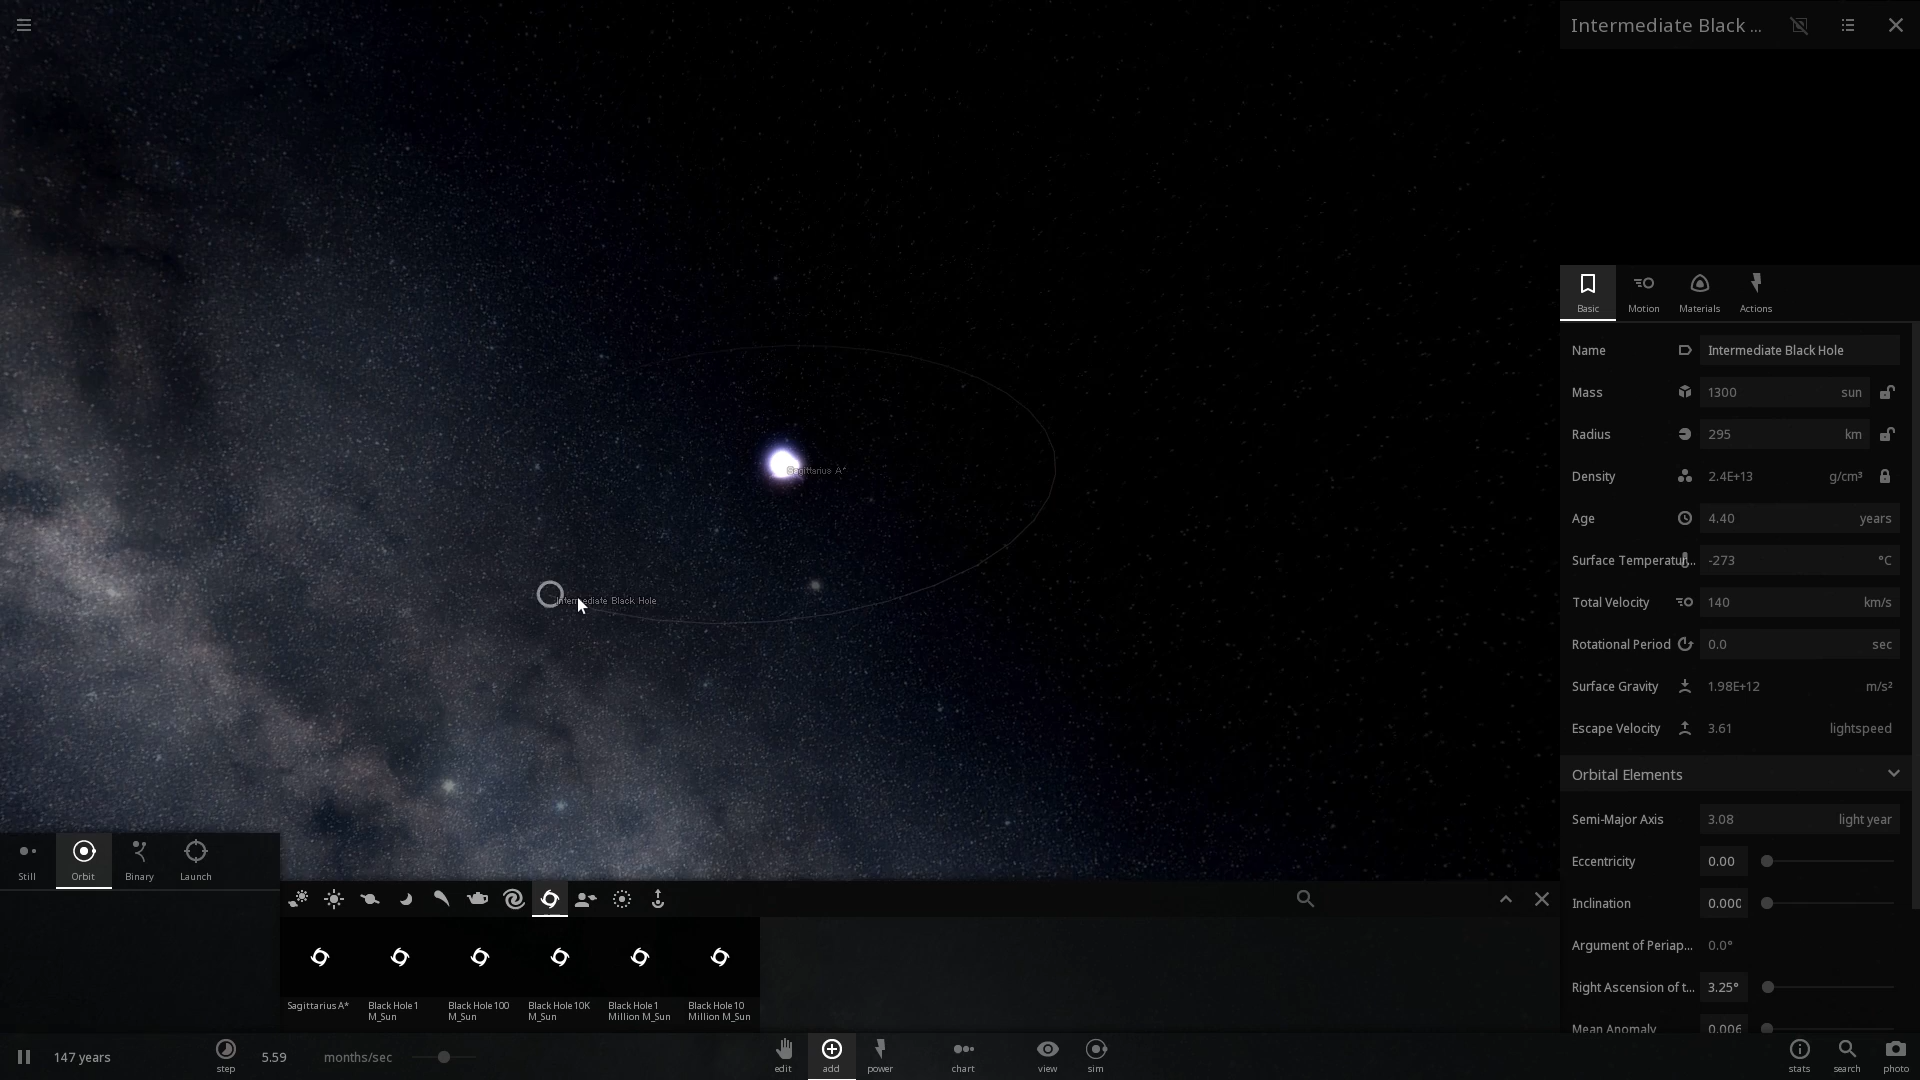 Intermediate Black ...
Sagittarius A*
Intermediate Black Hole
Basic
Motion
Materials
Actions
Name
Intermediate Black Hole
Mass
1300 sun
Radius
295 km
Density
2.4E+13 g/cm³
Age
4.40 years
Surface Temperatur...
-273 °C
Total Velocity
140 km/s
Rotational Period
0.0 sec
Surface Gravity
1.98E+12 m/s²
Escape Velocity
3.61 lightspeed
Orbital Elements
Semi-Major Axis
3.08 light year
Eccentricity
0.00
Inclination
0.000
Argument of Periap...
0.0°
Right Ascension of t...
3.25°
Mean Anomaly
0.006
Still
Orbit
Binary
Launch
Sagittarius A*
Black Hole 1
M_Sun
Black Hole 100
M_Sun
Black Hole 10K
M_Sun
Black Hole 1
Million M_Sun
Black Hole 10
Million M_Sun
147 years
step
5.59 months/sec
edit
add
power
chart
view
sim
stats
search
photo